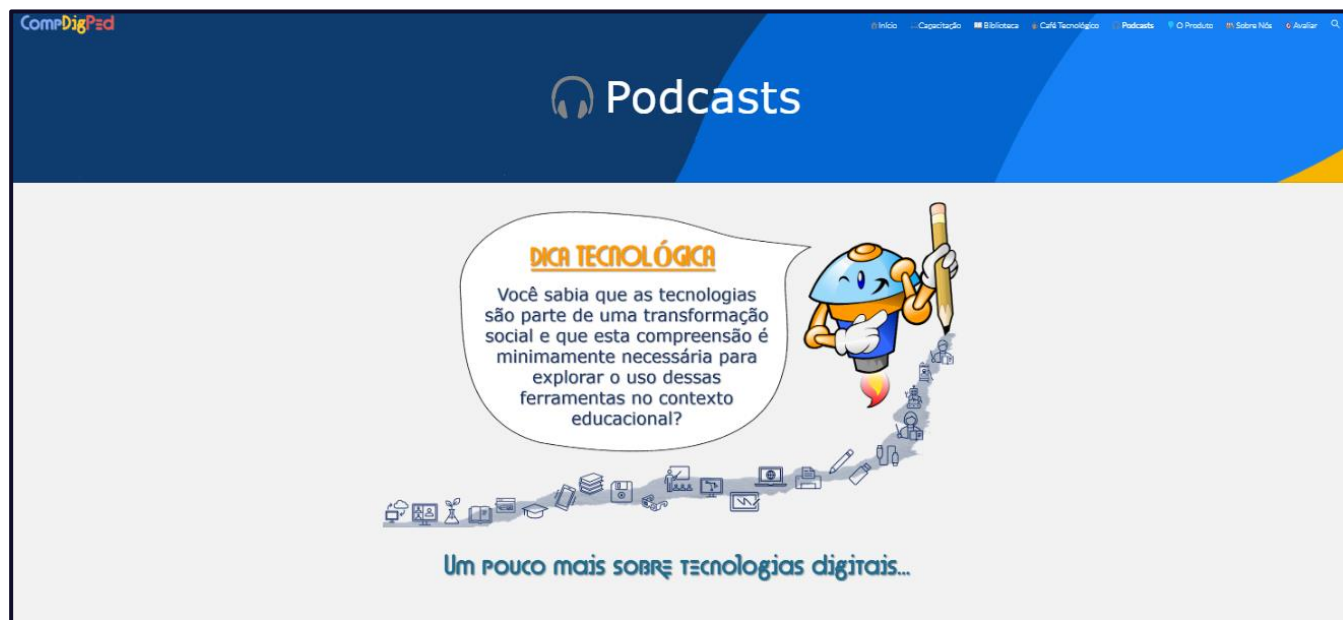 CompDigPed
Início Capacitação Biblioteca Café Tecnológico Podcasts O Produto Sobre Nós Avaliar
Podcasts
DICA TECNOLÓGICA
Você sabia que as tecnologias
são parte de uma transformação
social e que esta compreensão é
minimamente necessária para
explorar o uso dessas
ferramentas no contexto
educacional?
Um pouco mais sobre tecnologias digitais...